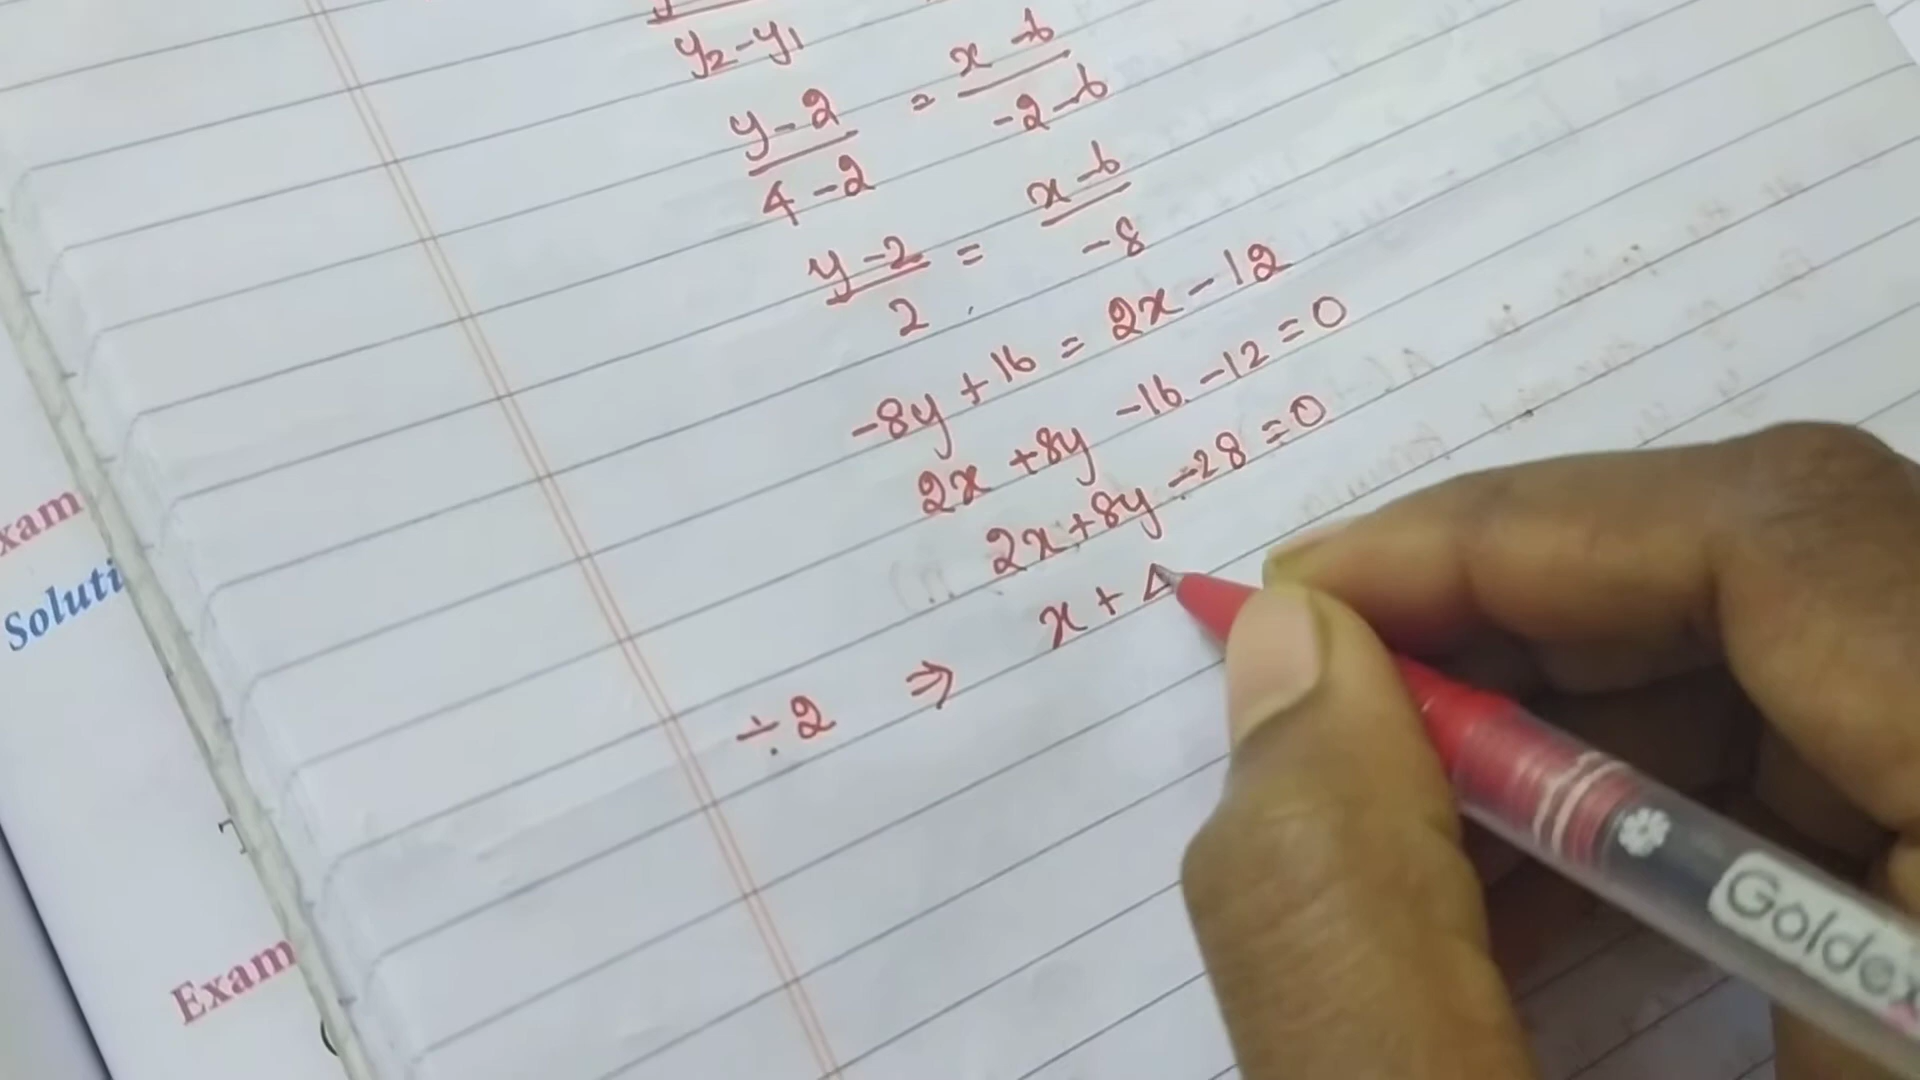 y₂-y₁
y-2/4-2 = x-6/-2-6
y-2/2 = x-6/-8
-8y+16 = 2x-12
2x+8y-16-12=0
2x+8y-28=0
÷2 ⇒ x+4
xam
Soluti
Exam
Goldex